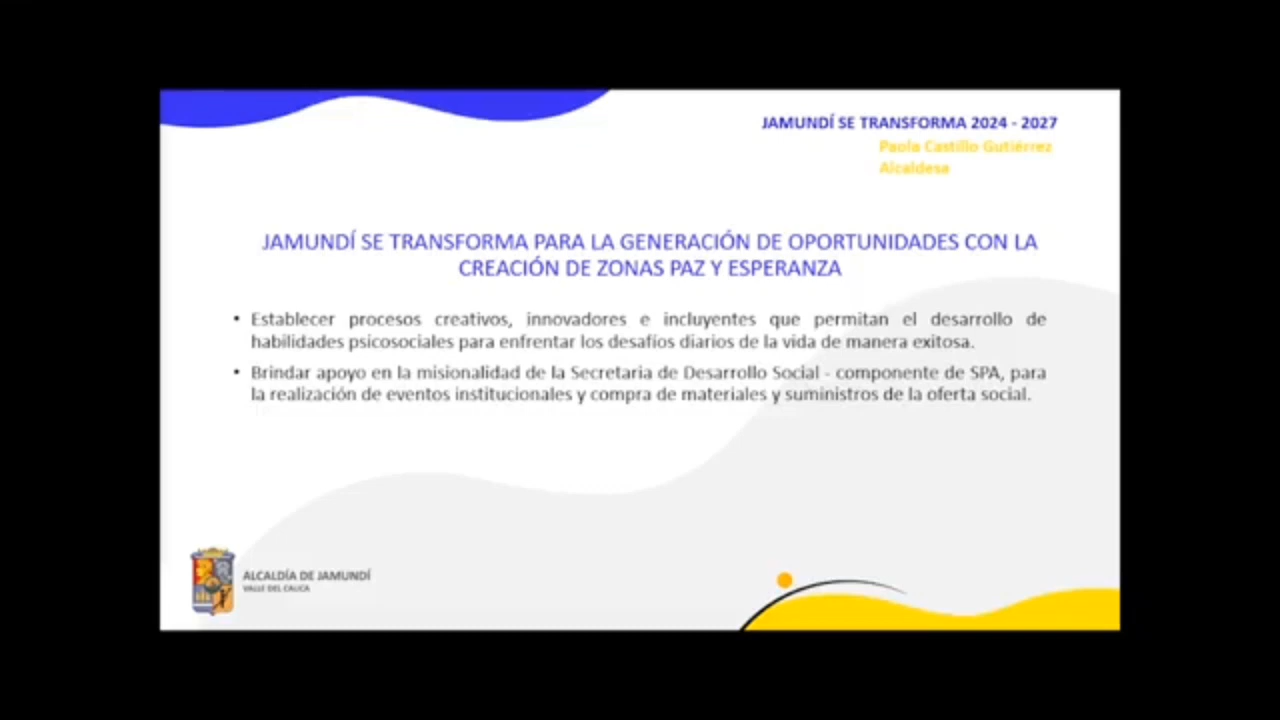 JAMUNDÍ SE TRANSFORMA 2024 - 2027
Paola Castillo Gutiérrez
Alcaldesa
JAMUNDÍ SE TRANSFORMA PARA LA GENERACIÓN DE OPORTUNIDADES CON LA
CREACIÓN DE ZONAS PAZ Y ESPERANZA
• Establecer procesos creativos, innovadores e incluyentes que permitan el desarrollo de
habilidades psicosociales para enfrentar los desafíos diarios de la vida de manera exitosa.
• Brindar apoyo en la misionalidad de la Secretaria de Desarrollo Social - componente de SPA, para
la realización de eventos institucionales y compra de materiales y suministros de la oferta social.
ALCALDÍA DE JAMUNDÍ
VALLE DEL CAUCA